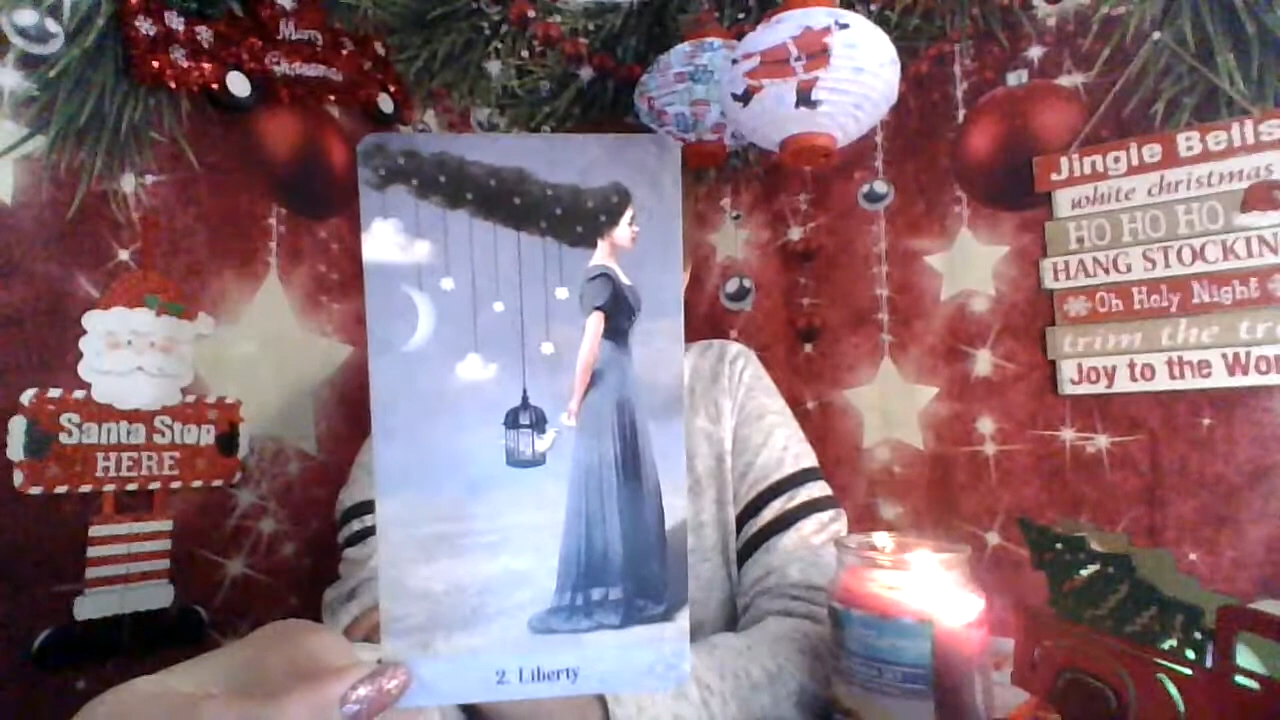 Merry
Christmas
Santa Stop
HERE
Jingle Bells
white christmas
HO HO HO
HANG STOCKIN
Oh Holy Night
trim the tr
Joy to the Wor
2. Liberty